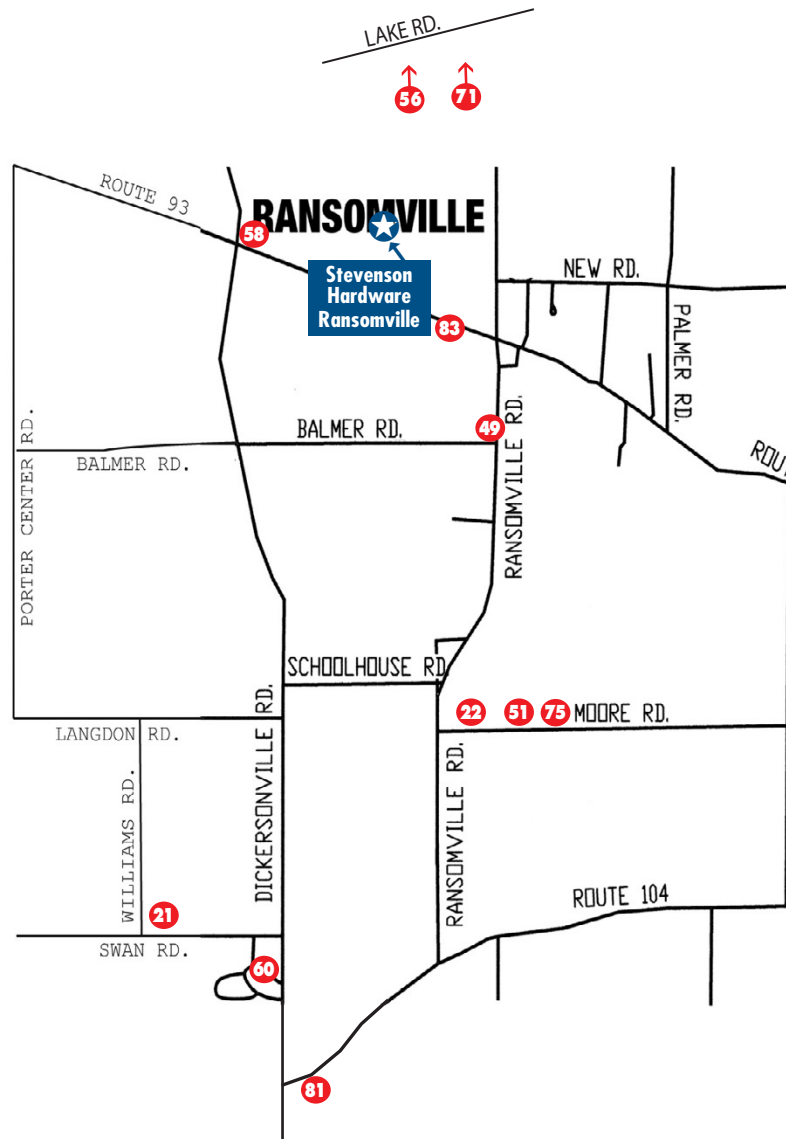 LAKE RD.
56
71
ROUTE 93
RANSOMVILLE
58
Stevenson
Hardware
Ransomville
NEW RD.
83
PALMER RD.
BALMER RD.
49
BALMER RD.
ROUT
PORTER CENTER RD.
RANSOMVILLE RD.
SCHOOLHOUSE RD
22
51
75
MOORE RD.
LANGDON RD.
DICKERSONVILLE RD.
WILLIAMS RD.
RANSOMVILLE RD.
ROUTE 104
21
SWAN RD.
60
81